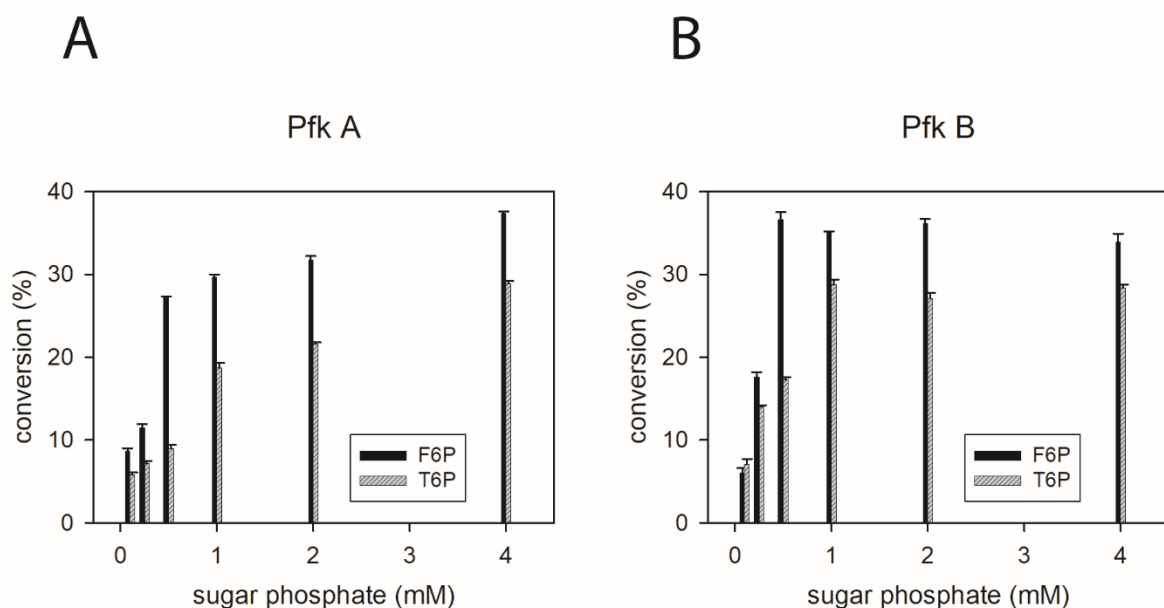 A
Pfk A
40
30
20
10
0
conversion (%)
F6P
T6P
0 1 2 3 4
sugar phosphate (mM)
B
Pfk B
40
30
20
10
0
conversion (%)
F6P
T6P
0 1 2 3 4
sugar phosphate (mM)